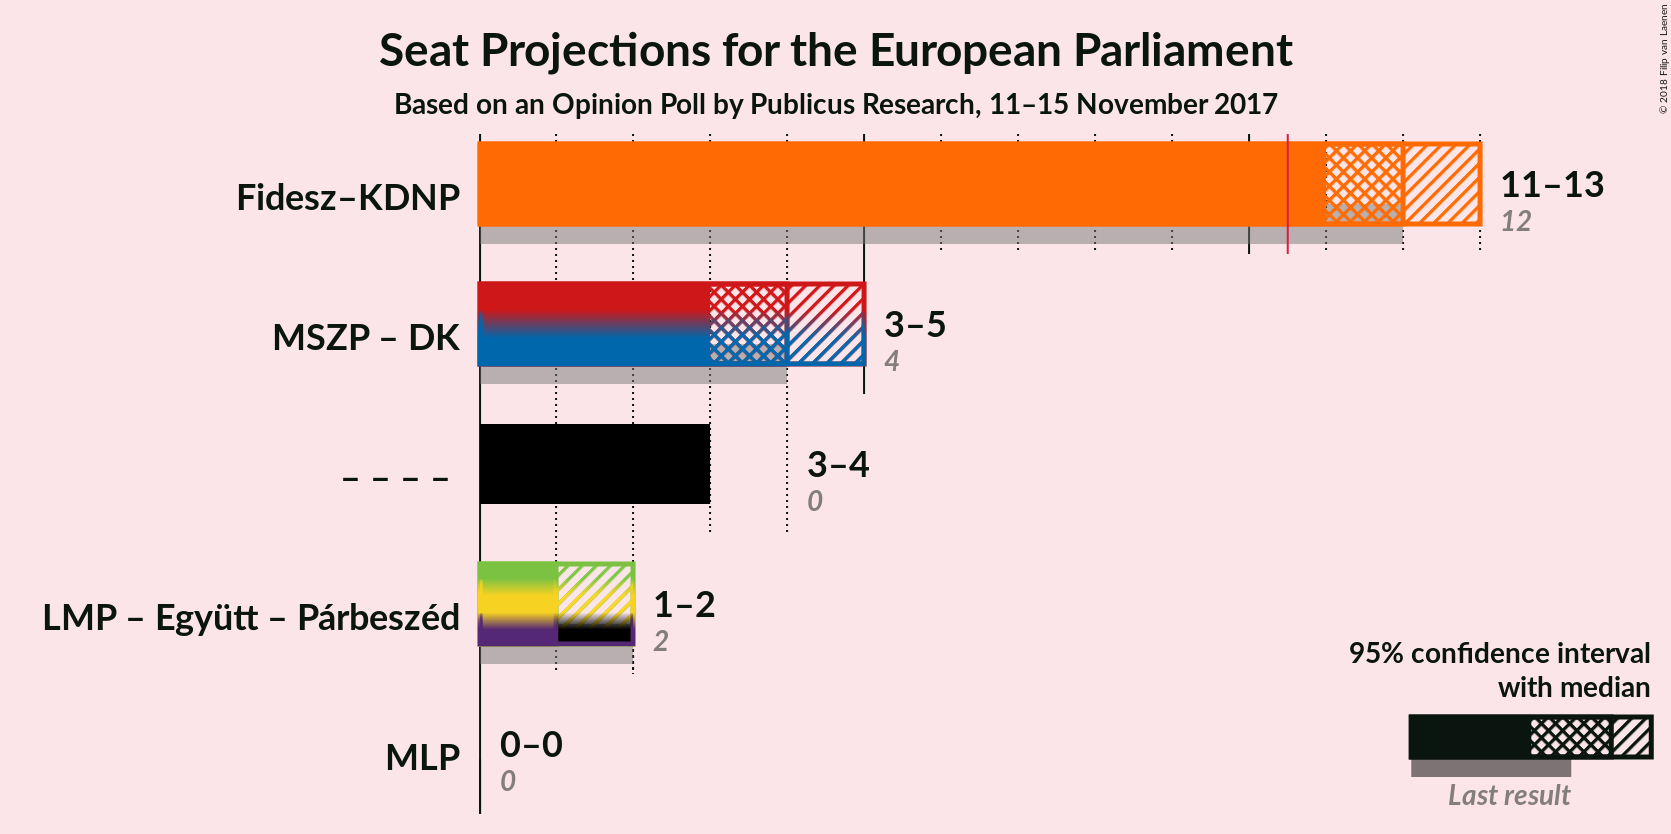 Seat Projections for the European Parliament
Based on an Opinion Poll by Publicus Research, 11–15 November 2017
© 2018 Filip van Laenen
Fidesz–KDNP
11–13
12
MSZP – DK
3–5
4
– – – –
3–4
0
LMP – Együtt – Párbeszéd
1–2
2
MLP
0–0
0
95% confidence interval
with median
Last result